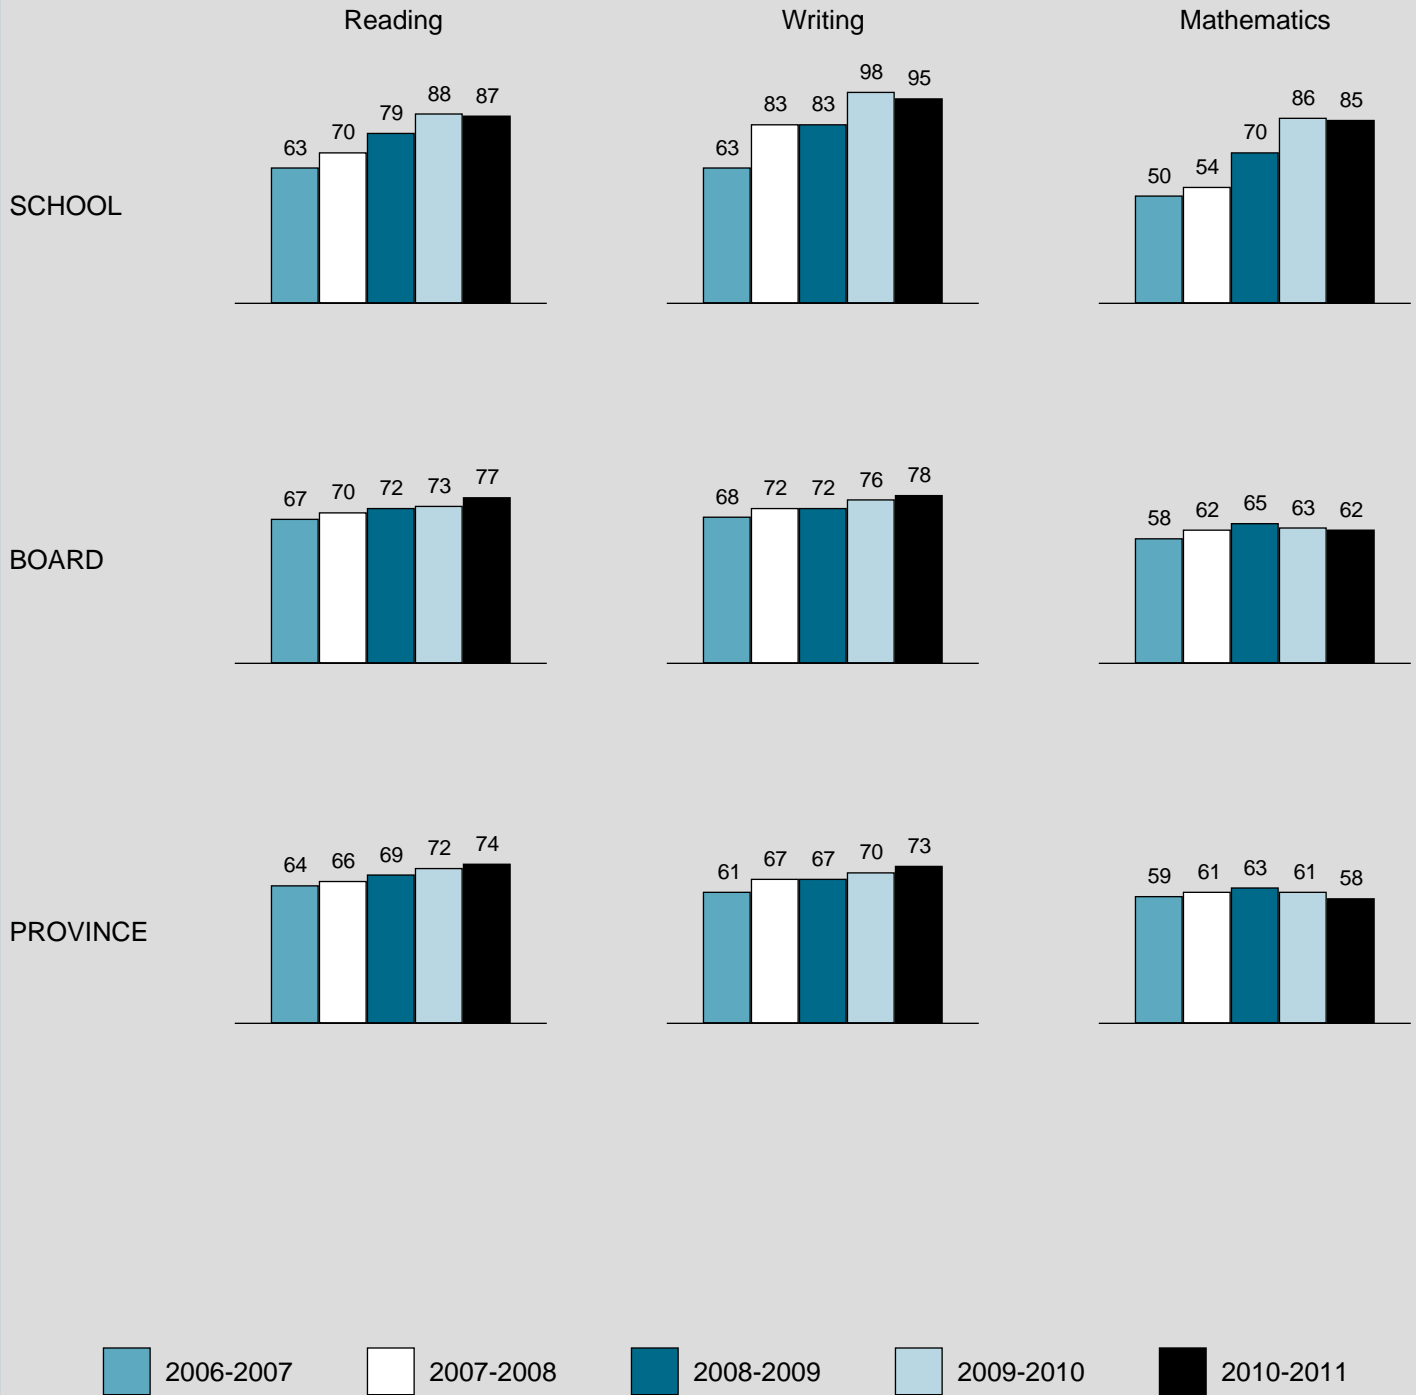 Reading Writing Mathematics
SCHOOL
63 70 79 88 87
63 83 83 98 95
50 54 70 86 85
BOARD
67 70 72 73 77
68 72 72 76 78
58 62 65 63 62
PROVINCE
64 66 69 72 74
61 67 67 70 73
59 61 63 61 58
2006-2007 2007-2008 2008-2009 2009-2010 2010-2011